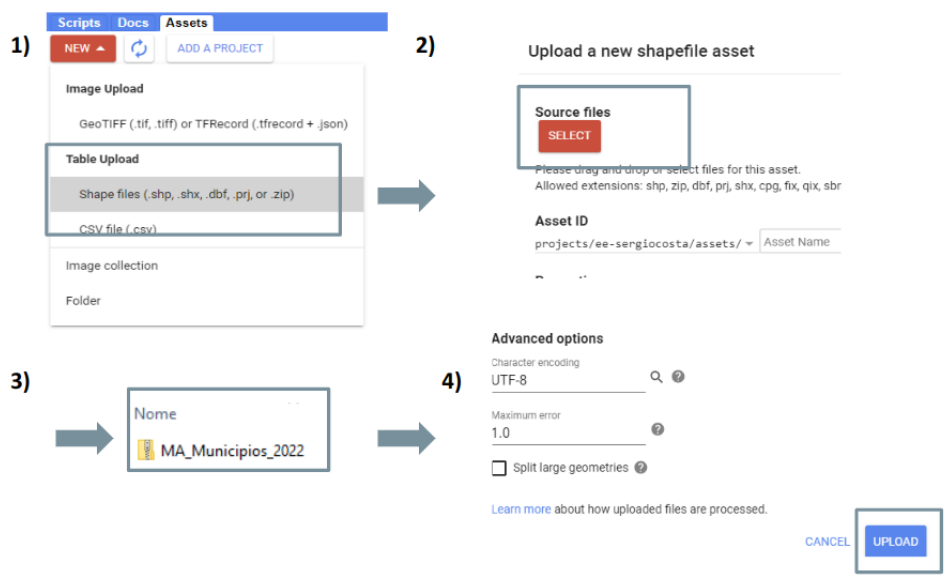 Scripts Docs Assets
1)
NEW
ADD A PROJECT
Image Upload
GeoTIFF (.tif, .tiff) or TFRecord (.tfrecord + .json)
Table Upload
Shape files (.shp, .shx, .dbf, .prj, or .zip)
CSV file (.csv)
Image collection
Folder
2)
Upload a new shapefile asset
Source files
SELECT
Please drag and drop or select files for this asset.
Allowed extensions: shp, zip, dbf, prj, shx, cpg, fix, qix, sbn
Asset ID
projects/ee-sergiocosta/assets/
Asset Name
3)
Nome
MA_Municipios_2022
4)
Advanced options
Character encoding
UTF-8
Maximum error
1.0
Split large geometries
Learn more about how uploaded files are processed.
CANCEL
UPLOAD